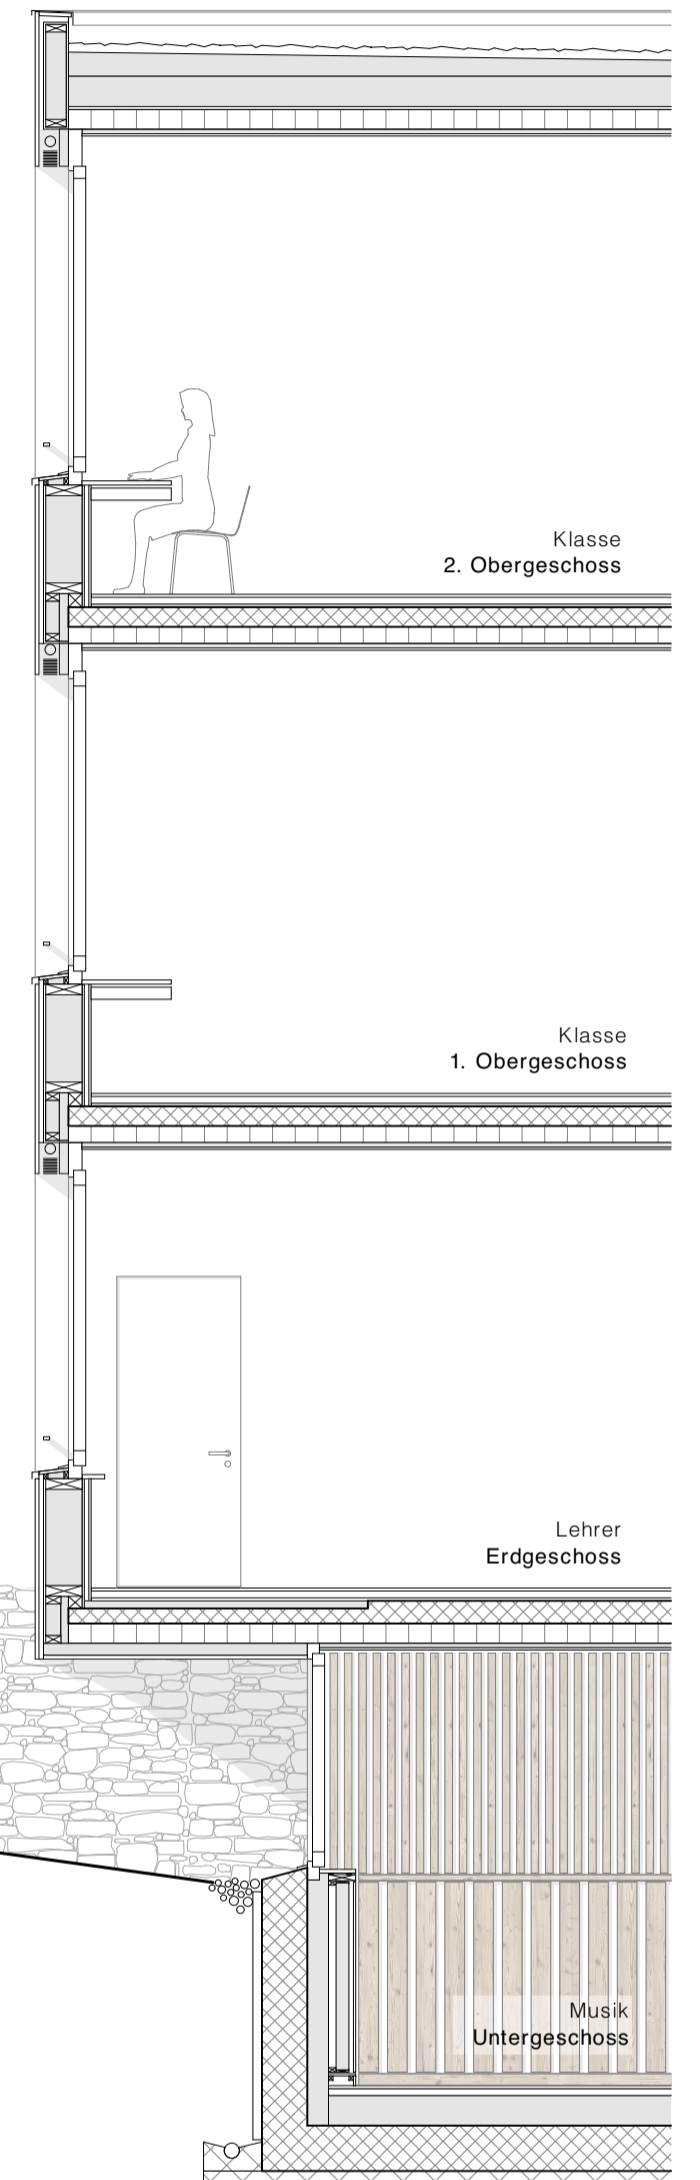 Klasse
2. Obergeschoss
Klasse
1. Obergeschoss
Lehrer
Erdgeschoss
Musik
Untergeschoss